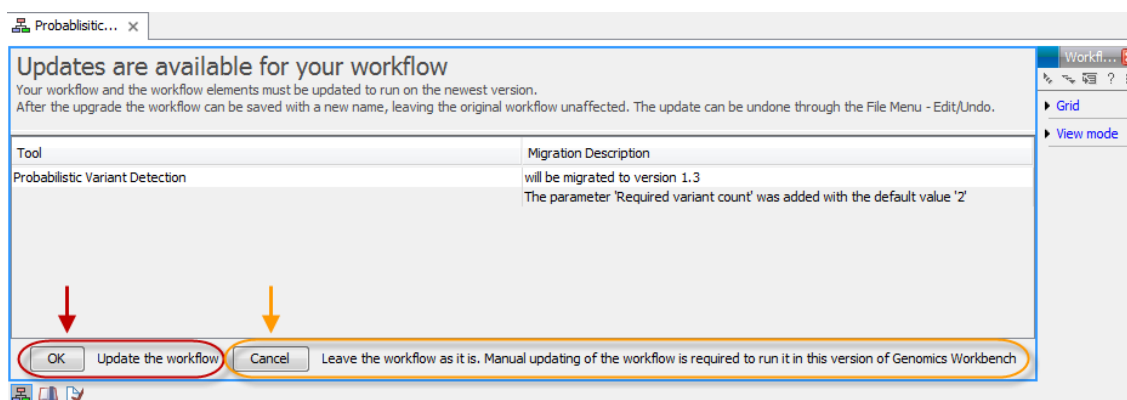 Probablisitic...
Workfl...
Updates are available for your workflow
Your workflow and the workflow elements must be updated to run on the newest version.
After the upgrade the workflow can be saved with a new name, leaving the original workflow unaffected. The update can be undone through the File Menu - Edit/Undo.
?
Grid
View mode
Tool Migration Description
Probabilistic Variant Detection will be migrated to version 1.3
The parameter 'Required variant count' was added with the default value '2'
OK Update the workflow Cancel Leave the workflow as it is. Manual updating of the workflow is required to run it in this version of Genomics Workbench